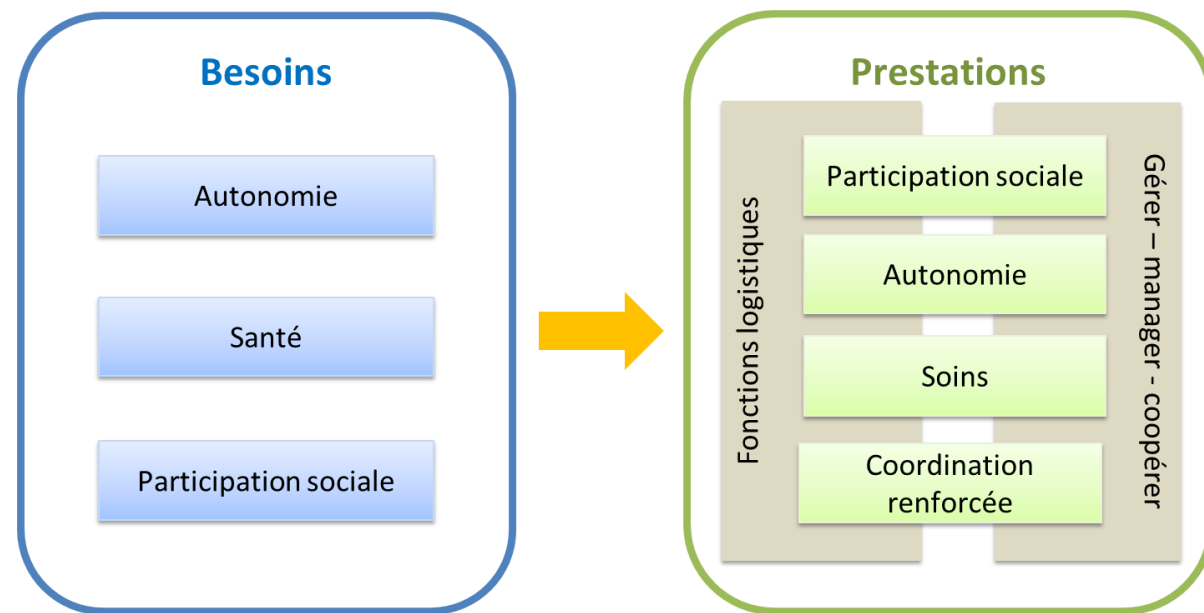 Besoins
Autonomie
Santé
Participation sociale
Prestations
Fonctions logistiques
Participation sociale
Autonomie
Soins
Coordination
renforcée
Gérer – manager - coopérer